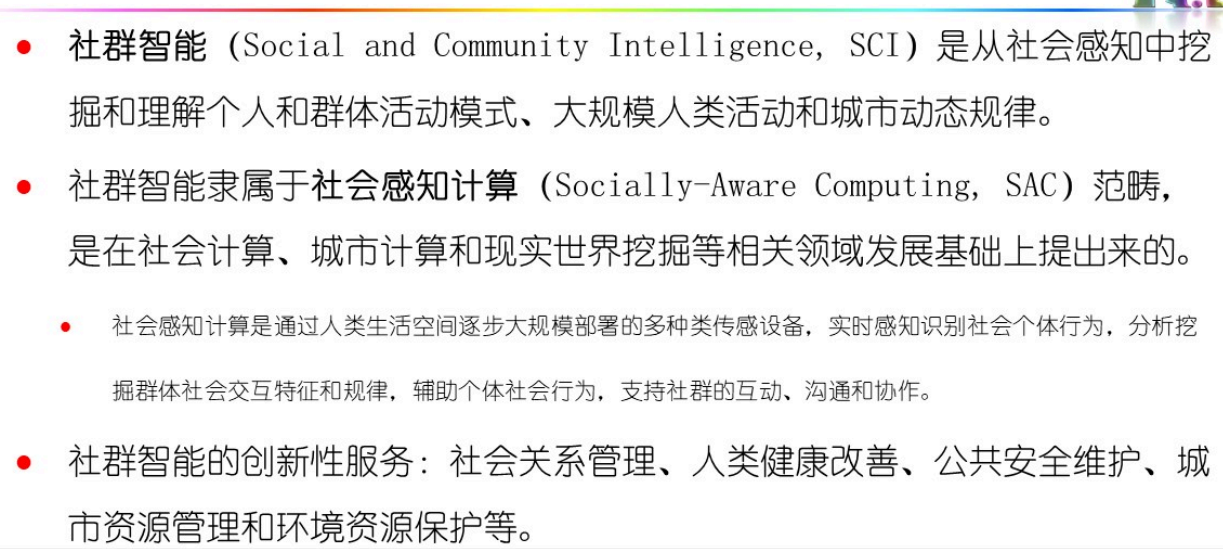 ● 社群智能（Social and Community Intelligence, SCI）是从社会感知中挖
掘和理解个人和群体活动模式、大规模人类活动和城市动态规律。
● 社群智能隶属于社会感知计算（Socially-Aware Computing, SAC）范畴，
是在社会计算、城市计算和现实世界挖掘等相关领域发展基础上提出来的。
● 社会感知计算是通过人类生活空间逐步大规模部署的多种类传感设备，实时感知识别社会个体行为，分析挖
掘群体社会交互特征和规律，辅助个体社会行为，支持社群的互动、沟通和协作。
● 社群智能的创新性服务：社会关系管理、人类健康改善、公共安全维护、城
市资源管理和环境资源保护等。